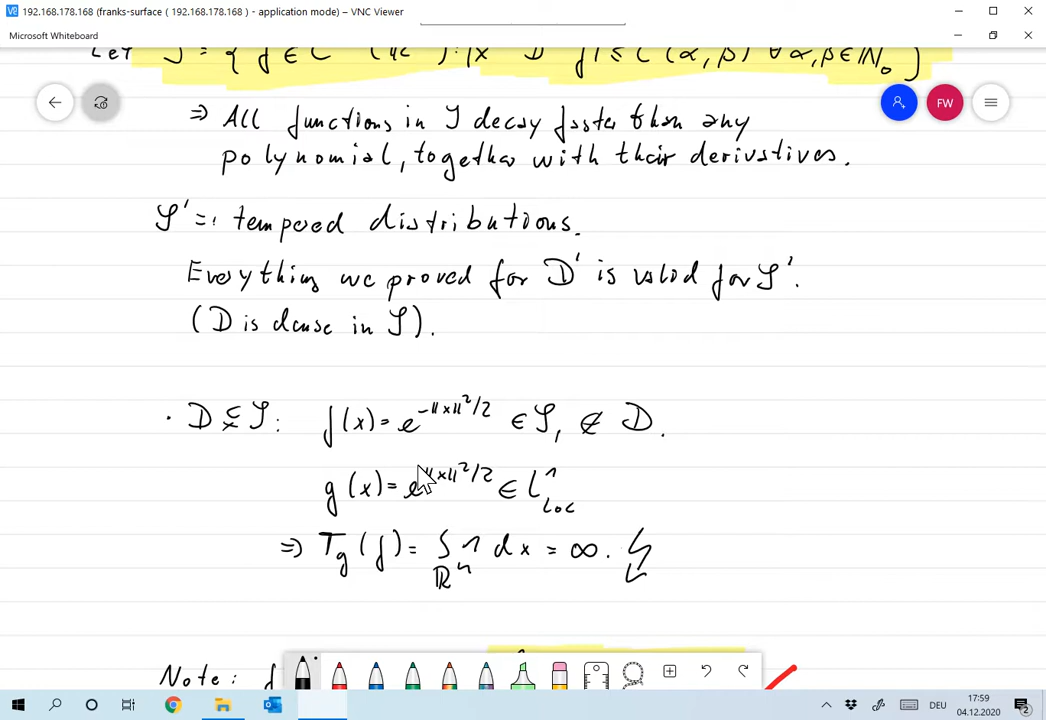 192.168.178.168 (franks-surface ( 192.168.178.168 ) - application mode) – VNC Viewer
Microsoft Whiteboard
Let S = { f ∈ C (ℝ ) : |x D f| ≤ C(α, β) ∀ α, β ∈ ℕ₀ }
⇒ All functions in S decay faster than any
polynomial, together with their derivatives.
FW
S' =: tempered distributions.
Everything we proved for D' is valid for S'.
(D is dense in S).
· D ⊊ S: f(x) = e^{-||x||²/2} ∈ S, ∉ D.
g(x) = e^{||x||²/2} ∈ L¹_loc
⇒ T_g(f) = ∫_{ℝⁿ} 1 dx = ∞. ↯
Note: f
DEU
17:59
04.12.2020
2